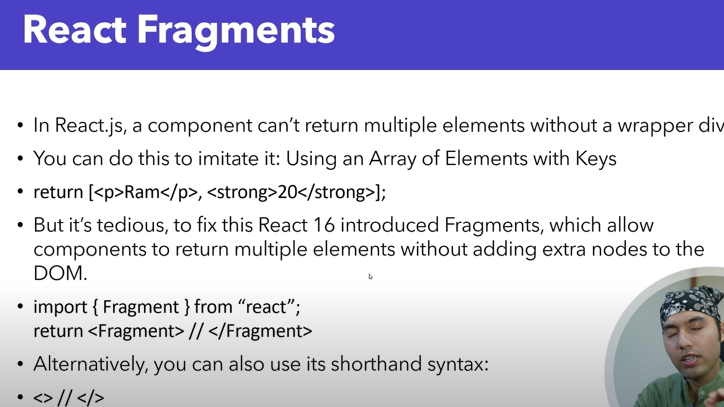 React Fragments
• In React.js, a component can't return multiple elements without a wrapper div
• You can do this to imitate it: Using an Array of Elements with Keys
• return [<p>Ram</p>, <strong>20</strong>];
• But it's tedious, to fix this React 16 introduced Fragments, which allow
components to return multiple elements without adding extra nodes to the
DOM.
• import { Fragment } from “react”;
return <Fragment> // </Fragment>
• Alternatively, you can also use its shorthand syntax:
• <> // </>